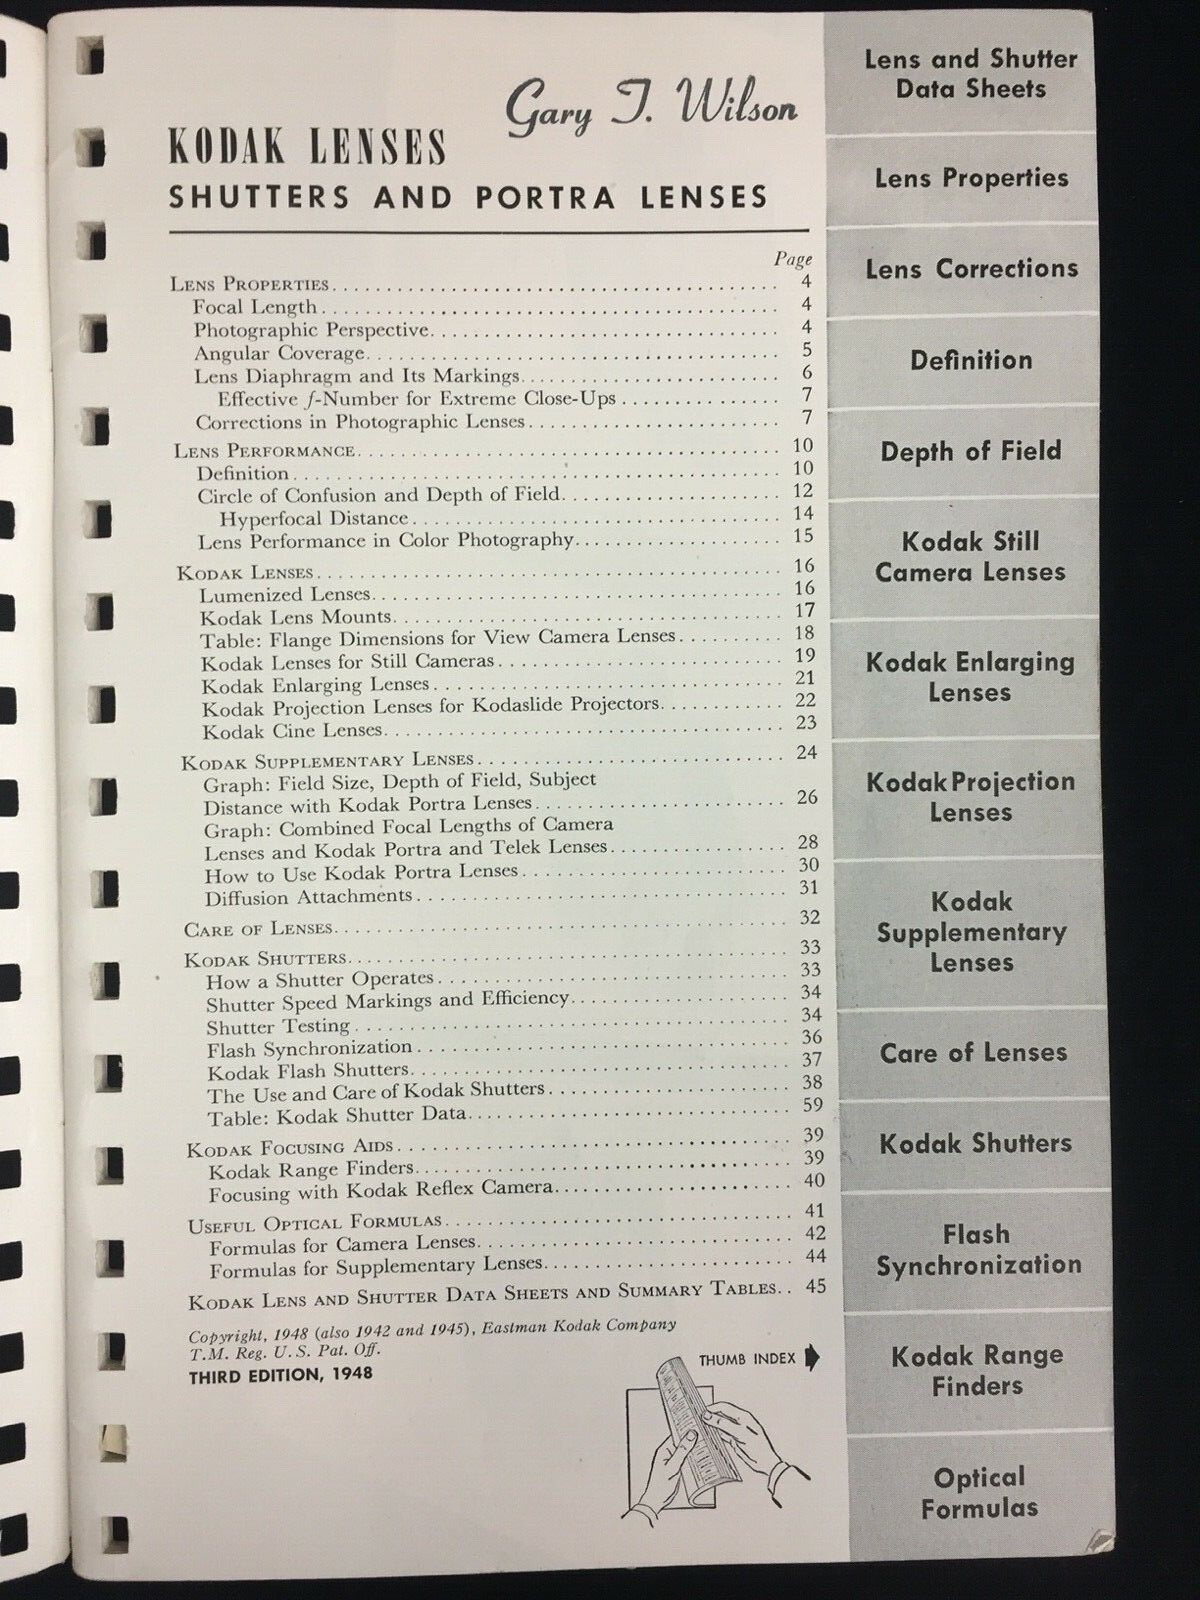 Gary T. Wilson
KODAK LENSES
SHUTTERS AND PORTRA LENSES
Page
LENS PROPERTIES 4
Focal Length 4
Photographic Perspective 4
Angular Coverage 5
Lens Diaphragm and Its Markings 6
Effective f-Number for Extreme Close-Ups 7
Corrections in Photographic Lenses 7
LENS PERFORMANCE 10
Definition 10
Circle of Confusion and Depth of Field 12
Hyperfocal Distance 14
Lens Performance in Color Photography 15
KODAK LENSES 16
Lumenized Lenses 16
Kodak Lens Mounts 17
Table: Flange Dimensions for View Camera Lenses 18
Kodak Lenses for Still Cameras 19
Kodak Enlarging Lenses 21
Kodak Projection Lenses for Kodaslide Projectors 22
Kodak Cine Lenses 23
KODAK SUPPLEMENTARY LENSES 24
Graph: Field Size, Depth of Field, Subject
Distance with Kodak Portra Lenses 26
Graph: Combined Focal Lengths of Camera
Lenses and Kodak Portra and Telek Lenses 28
How to Use Kodak Portra Lenses 30
Diffusion Attachments 31
CARE OF LENSES 32
KODAK SHUTTERS 33
How a Shutter Operates 33
Shutter Speed Markings and Efficiency 34
Shutter Testing 34
Flash Synchronization 36
Kodak Flash Shutters 37
The Use and Care of Kodak Shutters 38
Table: Kodak Shutter Data 59
KODAK FOCUSING AIDS 39
Kodak Range Finders 39
Focusing with Kodak Reflex Camera 40
USEFUL OPTICAL FORMULAS 41
Formulas for Camera Lenses 42
Formulas for Supplementary Lenses 44
KODAK LENS AND SHUTTER DATA SHEETS AND SUMMARY TABLES 45
Copyright, 1948 (also 1942 and 1945), Eastman Kodak Company
T.M. Reg. U.S. Pat. Off.
THIRD EDITION, 1948
THUMB INDEX
Lens and Shutter
Data Sheets
Lens Properties
Lens Corrections
Definition
Depth of Field
Kodak Still
Camera Lenses
Kodak Enlarging
Lenses
Kodak Projection
Lenses
Kodak
Supplementary
Lenses
Care of Lenses
Kodak Shutters
Flash
Synchronization
Kodak Range
Finders
Optical
Formulas